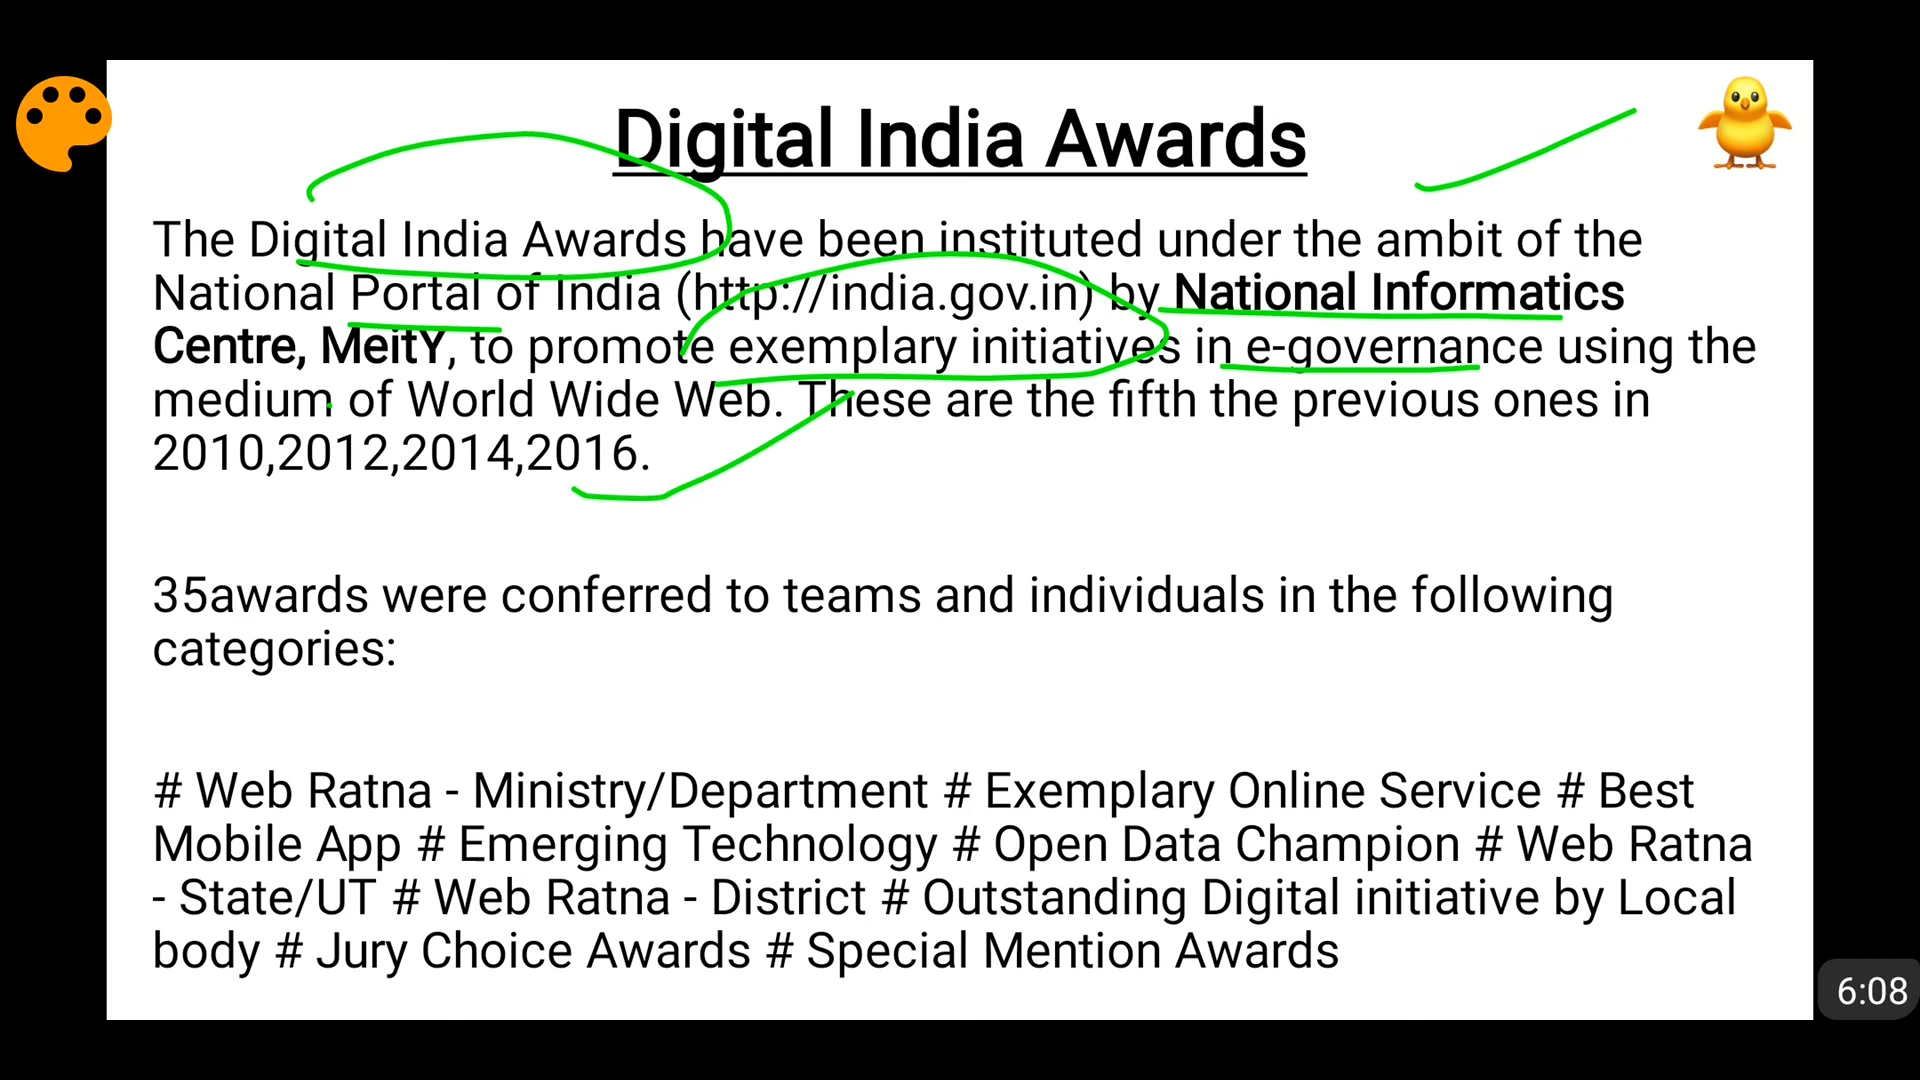 Digital India Awards
The Digital India Awards have been instituted under the ambit of the
National Portal of India (http://india.gov.in) by National Informatics
Centre, MeitY, to promote exemplary initiatives in e-governance using the
medium of World Wide Web. These are the fifth the previous ones in
2010,2012,2014,2016.
35awards were conferred to teams and individuals in the following
categories:
# Web Ratna - Ministry/Department # Exemplary Online Service # Best
Mobile App # Emerging Technology # Open Data Champion # Web Ratna
- State/UT # Web Ratna - District # Outstanding Digital initiative by Local
body # Jury Choice Awards # Special Mention Awards
6:08